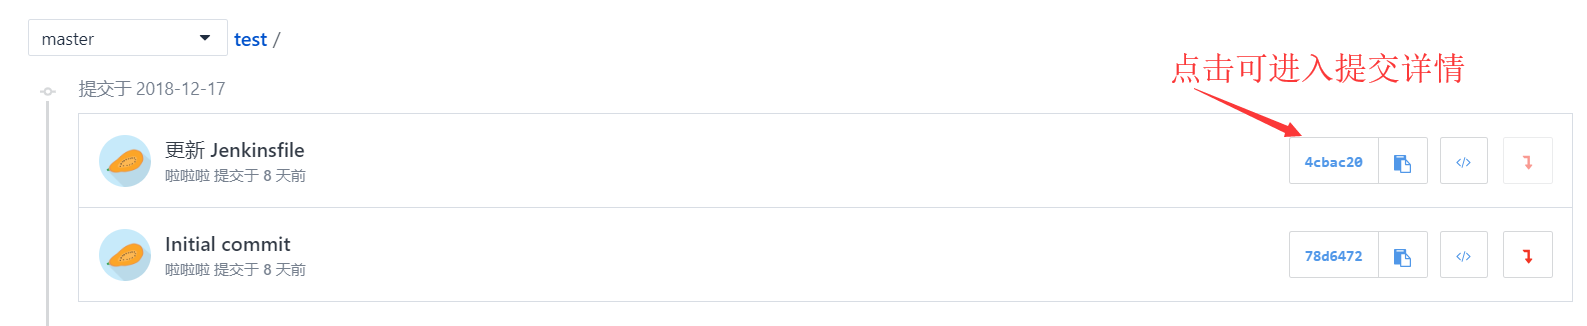 master
test /
点击可进入提交详情
提交于 2018-12-17
更新 Jenkinsfile
啦啦啦 提交于 8 天前
4cbac20
</>
Initial commit
啦啦啦 提交于 8 天前
78d6472
</>